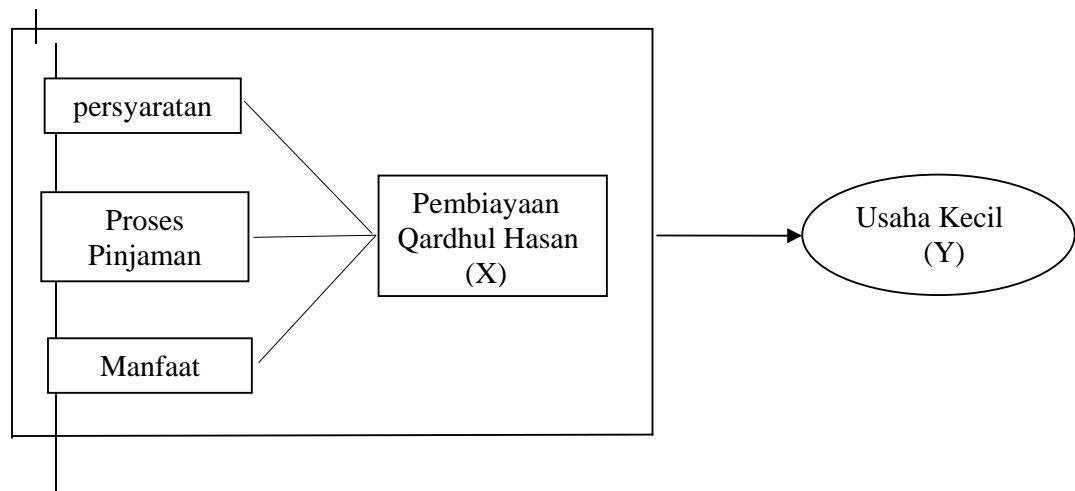 persyaratan
Proses
Pinjaman
Manfaat
Pembiayaan
Qardhul Hasan
(X)
Usaha Kecil
(Y)